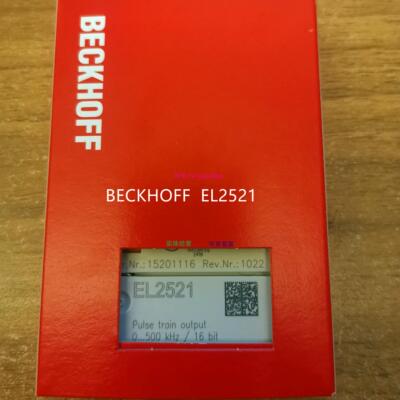 BECKHOFF
BECKHOFF EL2521
Nr.:15201116 Rev.Nr.:1022
EL2521
Pulse train output
0...500 kHz / 16 bit